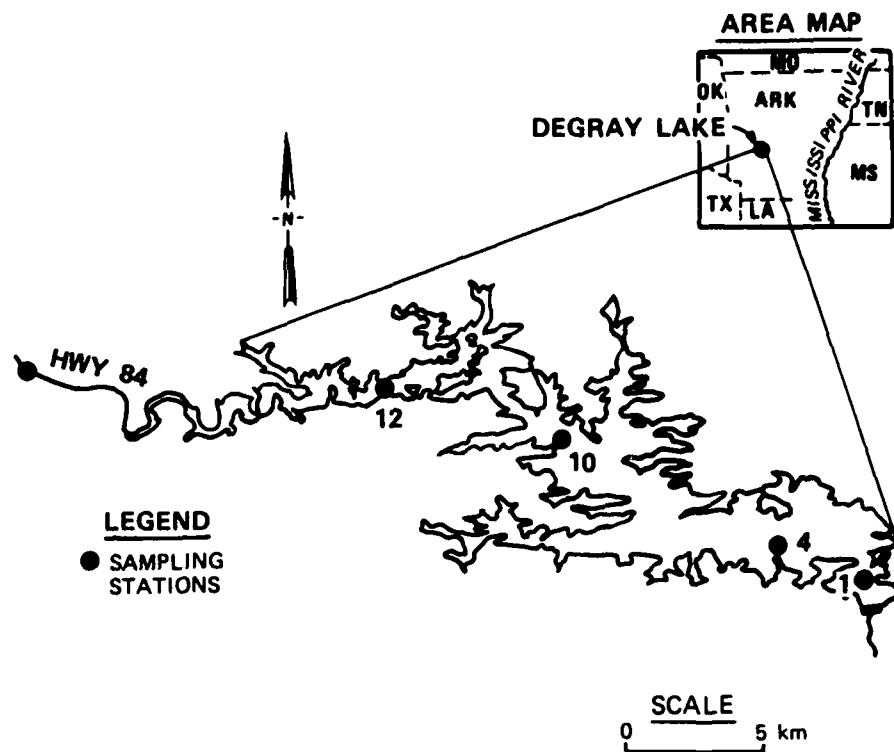 AREA MAP
MO
OK
ARK
TN
MISSISSIPPI RIVER
DEGRAY LAKE
MS
TX
LA
-N-
HWY 84
12
10
4
1
LEGEND
SAMPLING
STATIONS
SCALE
0 5 km